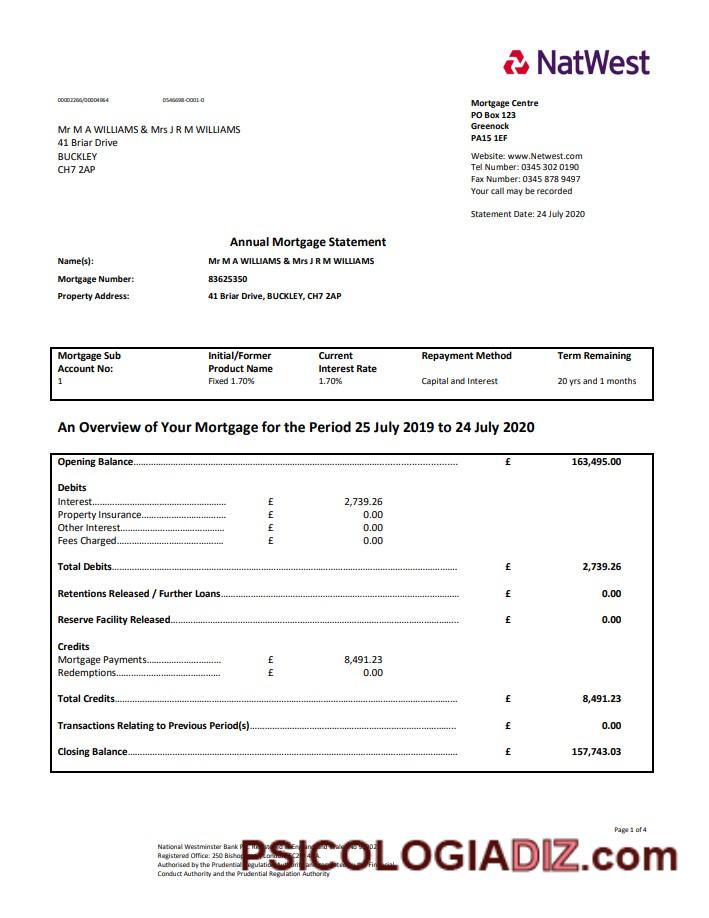 NatWest
00002266/00004964 0546698-O001-0
Mortgage Centre
PO Box 123
Greenock
PA15 1EF
Mr M A WILLIAMS & Mrs J R M WILLIAMS
41 Briar Drive
BUCKLEY
CH7 2AP
Website: www.Netwest.com
Tel Number: 0345 302 0190
Fax Number: 0345 878 9497
Your call may be recorded
Statement Date: 24 July 2020
Annual Mortgage Statement
Name(s): Mr M A WILLIAMS & Mrs J R M WILLIAMS
Mortgage Number: 83625350
Property Address: 41 Briar Drive, BUCKLEY, CH7 2AP
Mortgage Sub Initial/Former Current Repayment Method Term Remaining
Account No: Product Name Interest Rate
1 Fixed 1.70% 1.70% Capital and Interest 20 yrs and 1 months
An Overview of Your Mortgage for the Period 25 July 2019 to 24 July 2020
Opening Balance £ 163,495.00
Debits
Interest £ 2,739.26
Property Insurance £ 0.00
Other Interest £ 0.00
Fees Charged £ 0.00
Total Debits £ 2,739.26
Retentions Released / Further Loans £ 0.00
Reserve Facility Released £ 0.00
Credits
Mortgage Payments £ 8,491.23
Redemptions £ 0.00
Total Credits £ 8,491.23
Transactions Relating to Previous Period(s) £ 0.00
Closing Balance £ 157,743.03
Page 1 of 4
National Westminster Bank
Registered Office: 250
Authorised by the Prudential
Conduct Authority and the Prudential Regulation Authority
PSICOLOGIADIZ.com